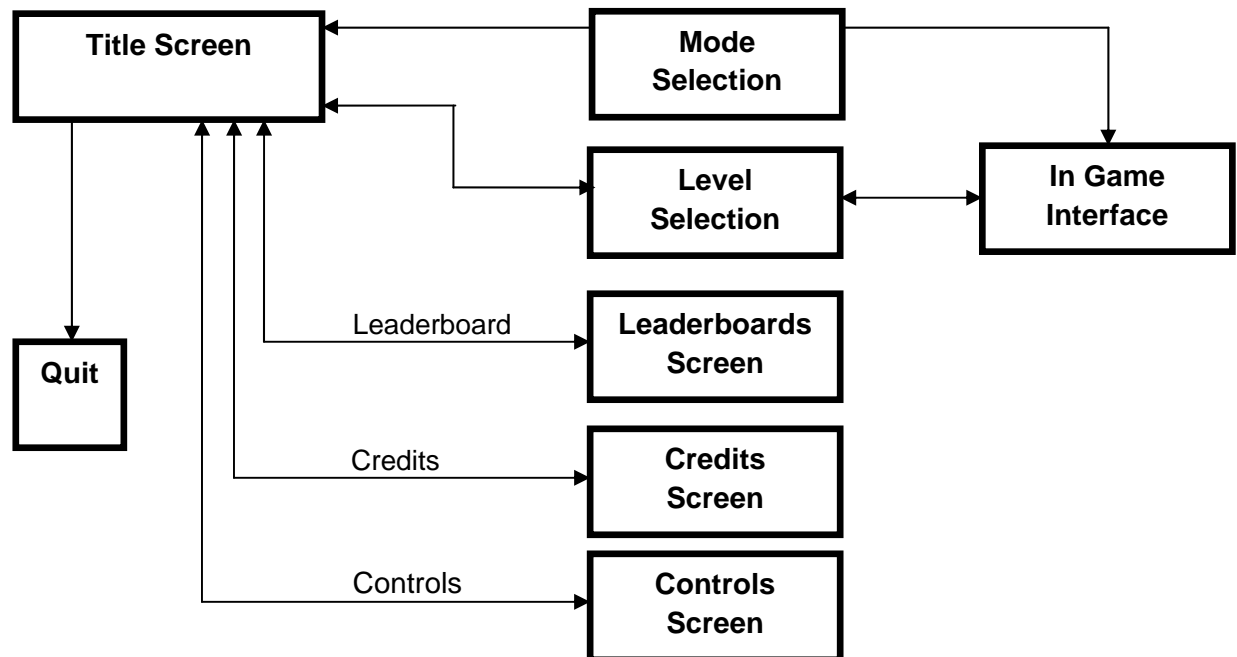 Title Screen
Mode
Selection
Level
Selection
In Game
Interface
Leaderboard
Leaderboards
Screen
Quit
Credits
Credits
Screen
Controls
Controls
Screen